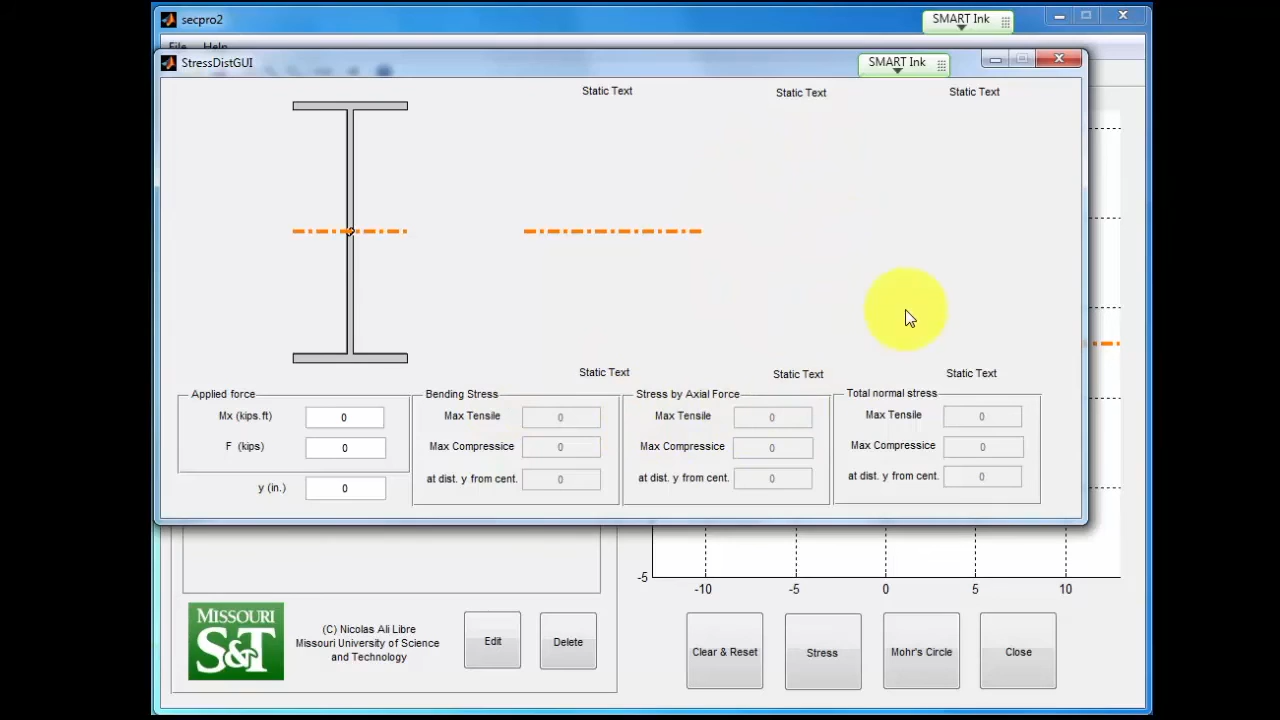 secpro2
SMART Ink
File Help
StressDistGUI
SMART Ink
Static Text
Static Text
Static Text
Static Text
Static Text
Static Text
Applied force
Mx (kips.ft) 0
F (kips) 0
y (in.) 0
Bending Stress
Max Tensile 0
Max Compressice 0
at dist. y from cent. 0
Stress by Axial Force
Max Tensile 0
Max Compressice 0
at dist. y from cent. 0
Total normal stress
Max Tensile 0
Max Compressice 0
at dist. y from cent. 0
-5
-10 -5 0 5 10
MISSOURI
S&T
(C) Nicolas Ali Libre
Missouri University of Science
and Technology
Edit
Delete
Clear & Reset
Stress
Mohr's Circle
Close